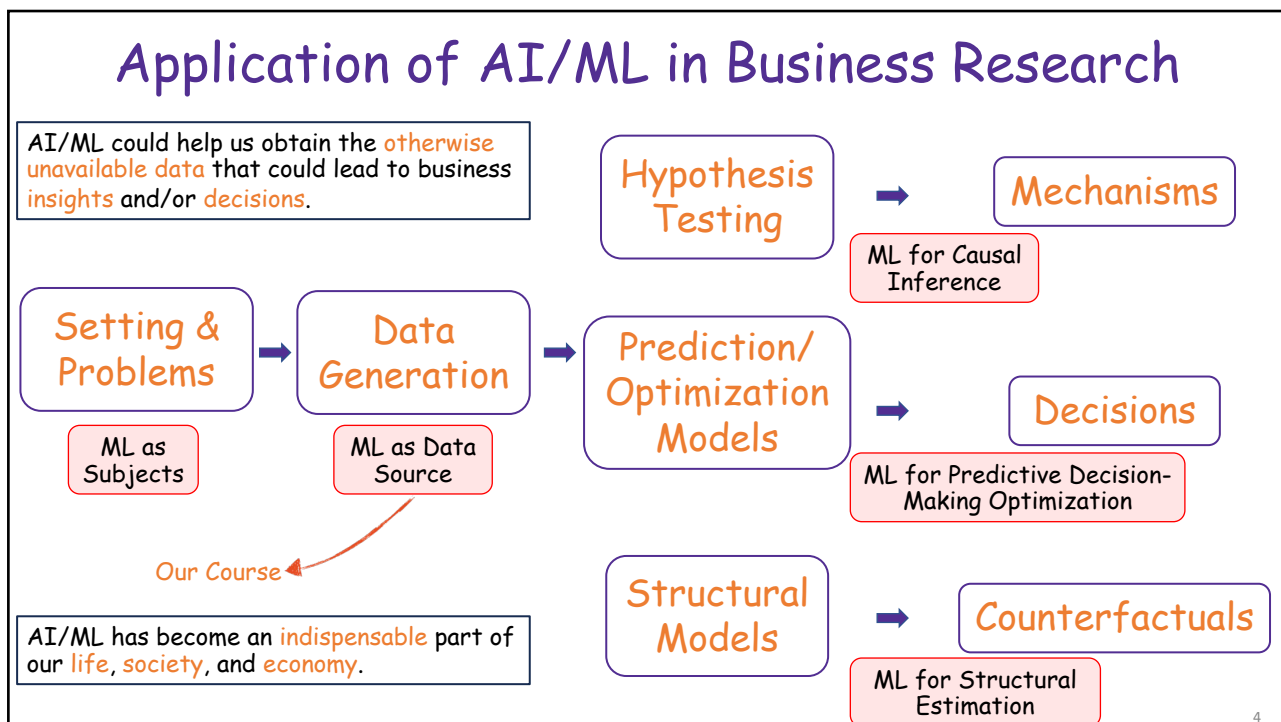 Application of AI/ML in Business Research
AI/ML could help us obtain the otherwise
unavailable data that could lead to business
insights and/or decisions.
Hypothesis
Testing
Mechanisms
ML for Causal
Inference
Setting &
Problems
Data
Generation
Prediction/
Optimization
Models
Decisions
ML as
Subjects
ML as Data
Source
ML for Predictive Decision-
Making Optimization
Our Course
Structural
Models
Counterfactuals
AI/ML has become an indispensable part of
our life, society, and economy.
ML for Structural
Estimation
4